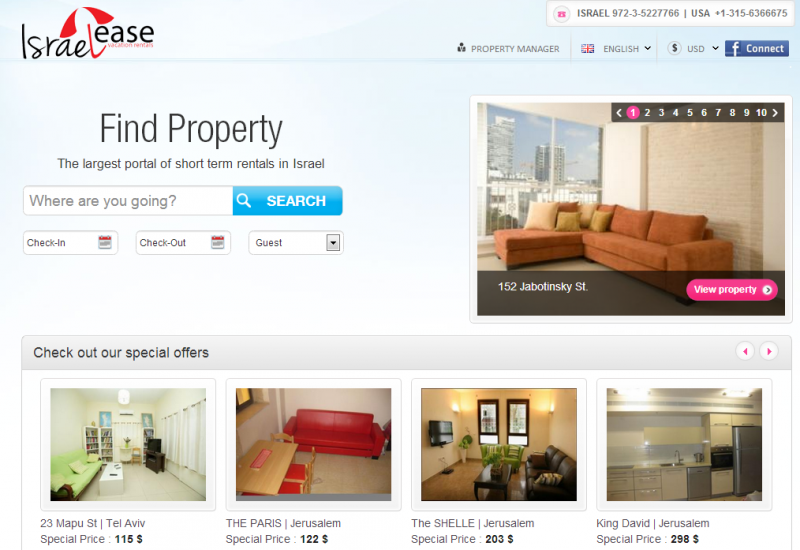 ISRAEL 972-3-5227766 | USA +1-315-6366675
IsraelEase
vacation rentals
PROPERTY MANAGER
ENGLISH
$ USD
f Connect
Find Property
The largest portal of short term rentals in Israel
Where are you going?
SEARCH
Check-In
Check-Out
Guest
1 2 3 4 5 6 7 8 9 10
152 Jabotinsky St.
View property
Check out our special offers
23 Mapu St | Tel Aviv
Special Price : 115 $
THE PARIS | Jerusalem
Special Price : 122 $
The SHELLE | Jerusalem
Special Price : 203 $
King David | Jerusalem
Special Price : 298 $